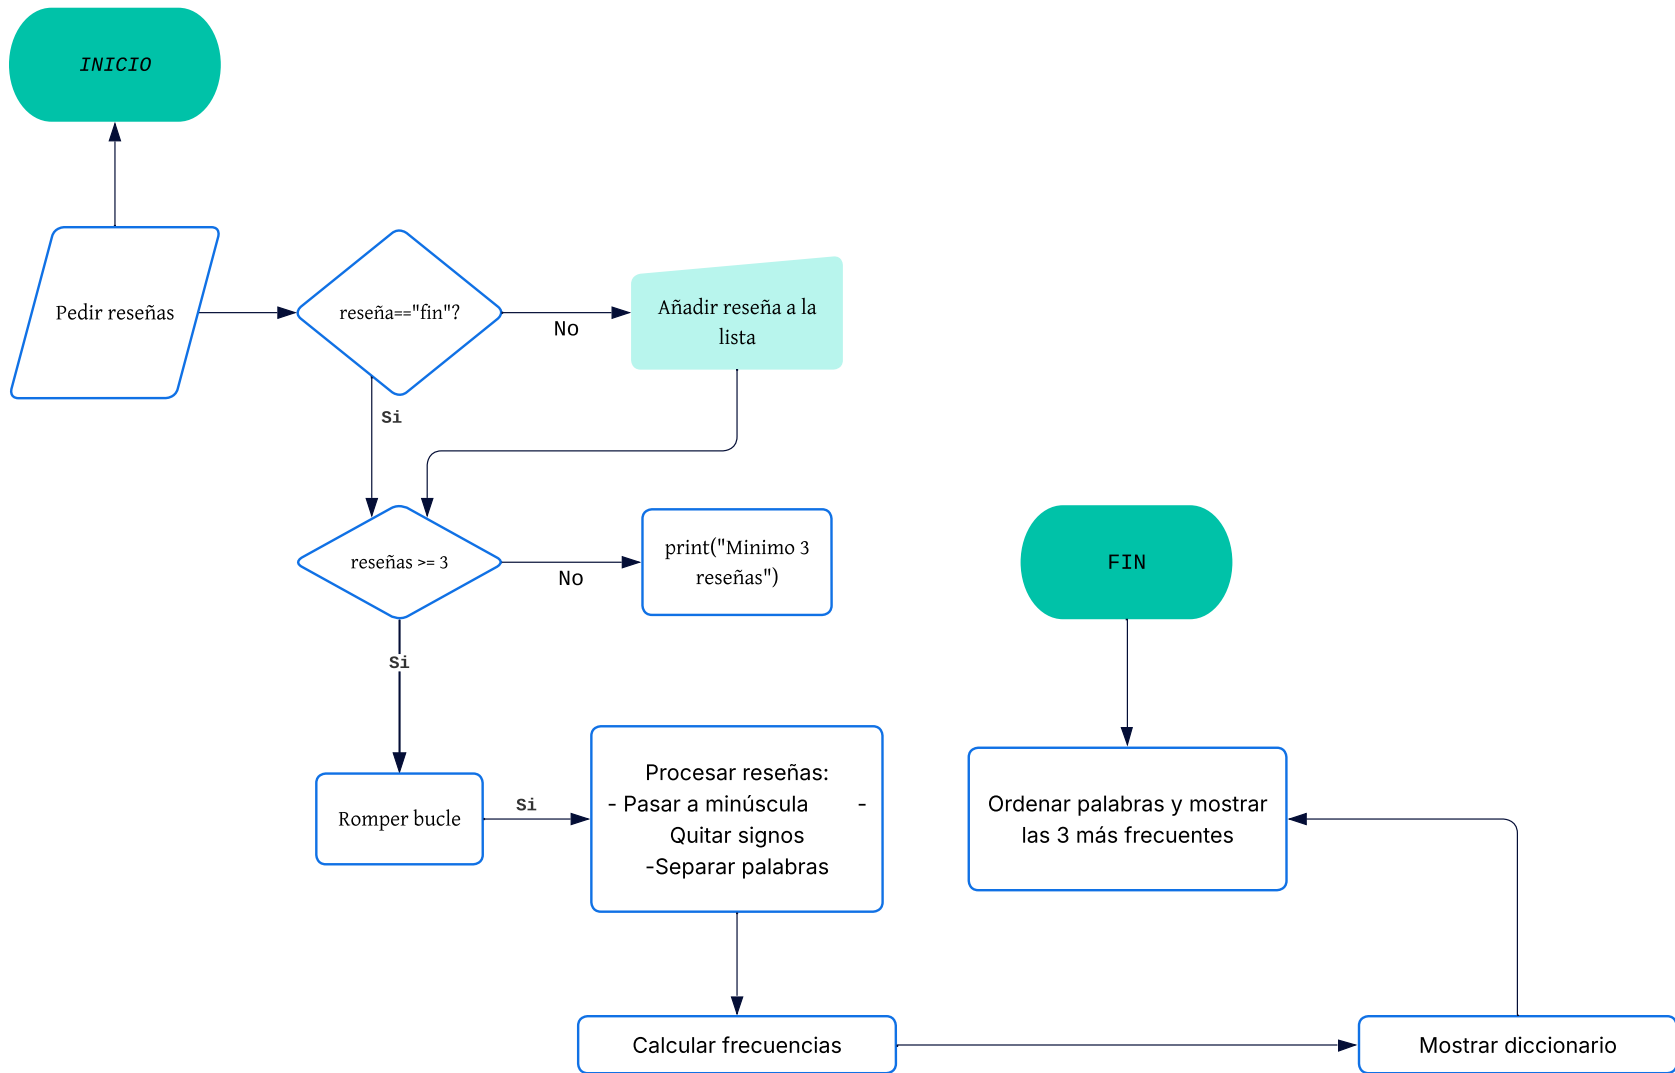 INICIO
Pedir reseñas
reseña=="fin"?
No
Añadir reseña a la
lista
Si
reseñas >= 3
No
print("Minimo 3
reseñas")
FIN
Si
Romper bucle
Si
Procesar reseñas:
- Pasar a minúscula -
Quitar signos
-Separar palabras
Ordenar palabras y mostrar
las 3 más frecuentes
Calcular frecuencias
Mostrar diccionario